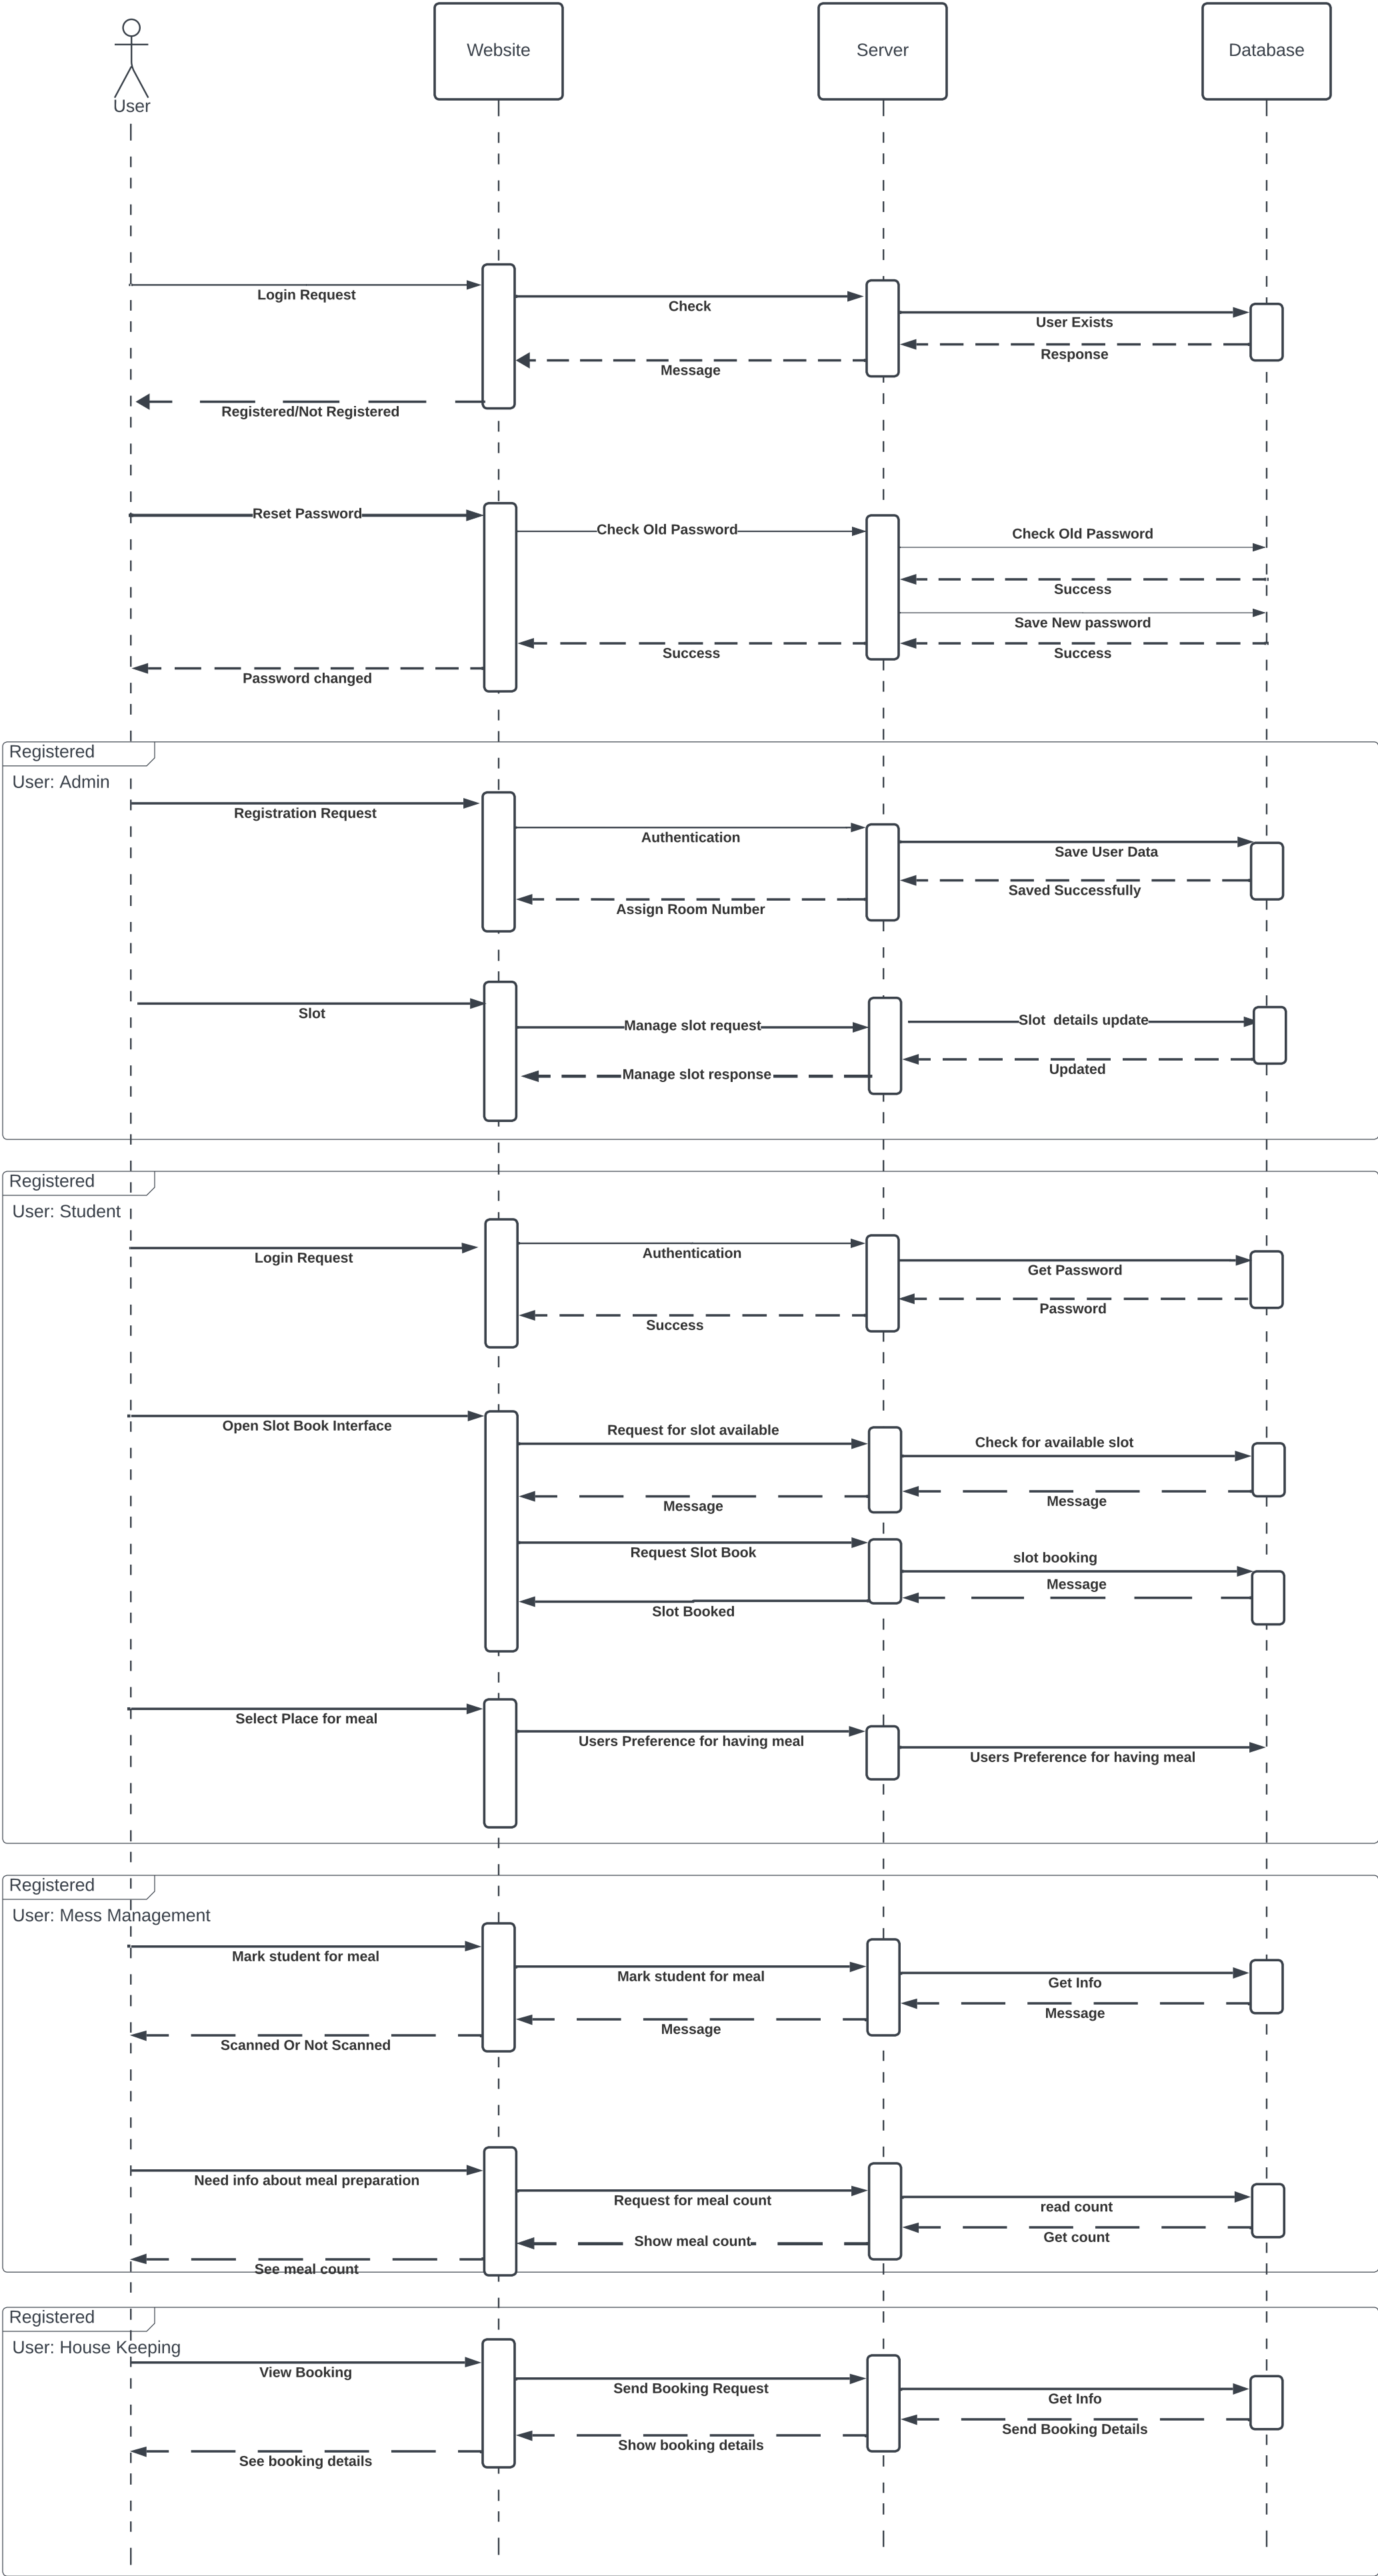 Website
Server
Database
User
Login Request
Check
User Exists
Response
Message
Registered/Not Registered
Reset Password
Check Old Password
Check Old Password
Success
Save New password
Success
Success
Password changed
Registered
User: Admin
Registration Request
Authentication
Save User Data
Saved Successfully
Assign Room Number
Slot
Manage slot request
Slot  details update
Updated
Manage slot response
Registered
User: Student
Login Request
Authentication
Get Password
Password
Success
Open Slot Book Interface
Request for slot available
Check for available slot
Message
Message
Request Slot Book
slot booking
Message
Slot Booked
Select Place for meal
Users Preference for having meal
Users Preference for having meal
Registered
User: Mess Management
Mark student for meal
Mark student for meal
Get Info
Message
Message
Scanned Or Not Scanned
Need info about meal preparation
Request for meal count
read count
Get count
Show meal count
See meal count
Registered
User: House Keeping
View Booking
Send Booking Request
Get Info
Send Booking Details
Show booking details
See booking details